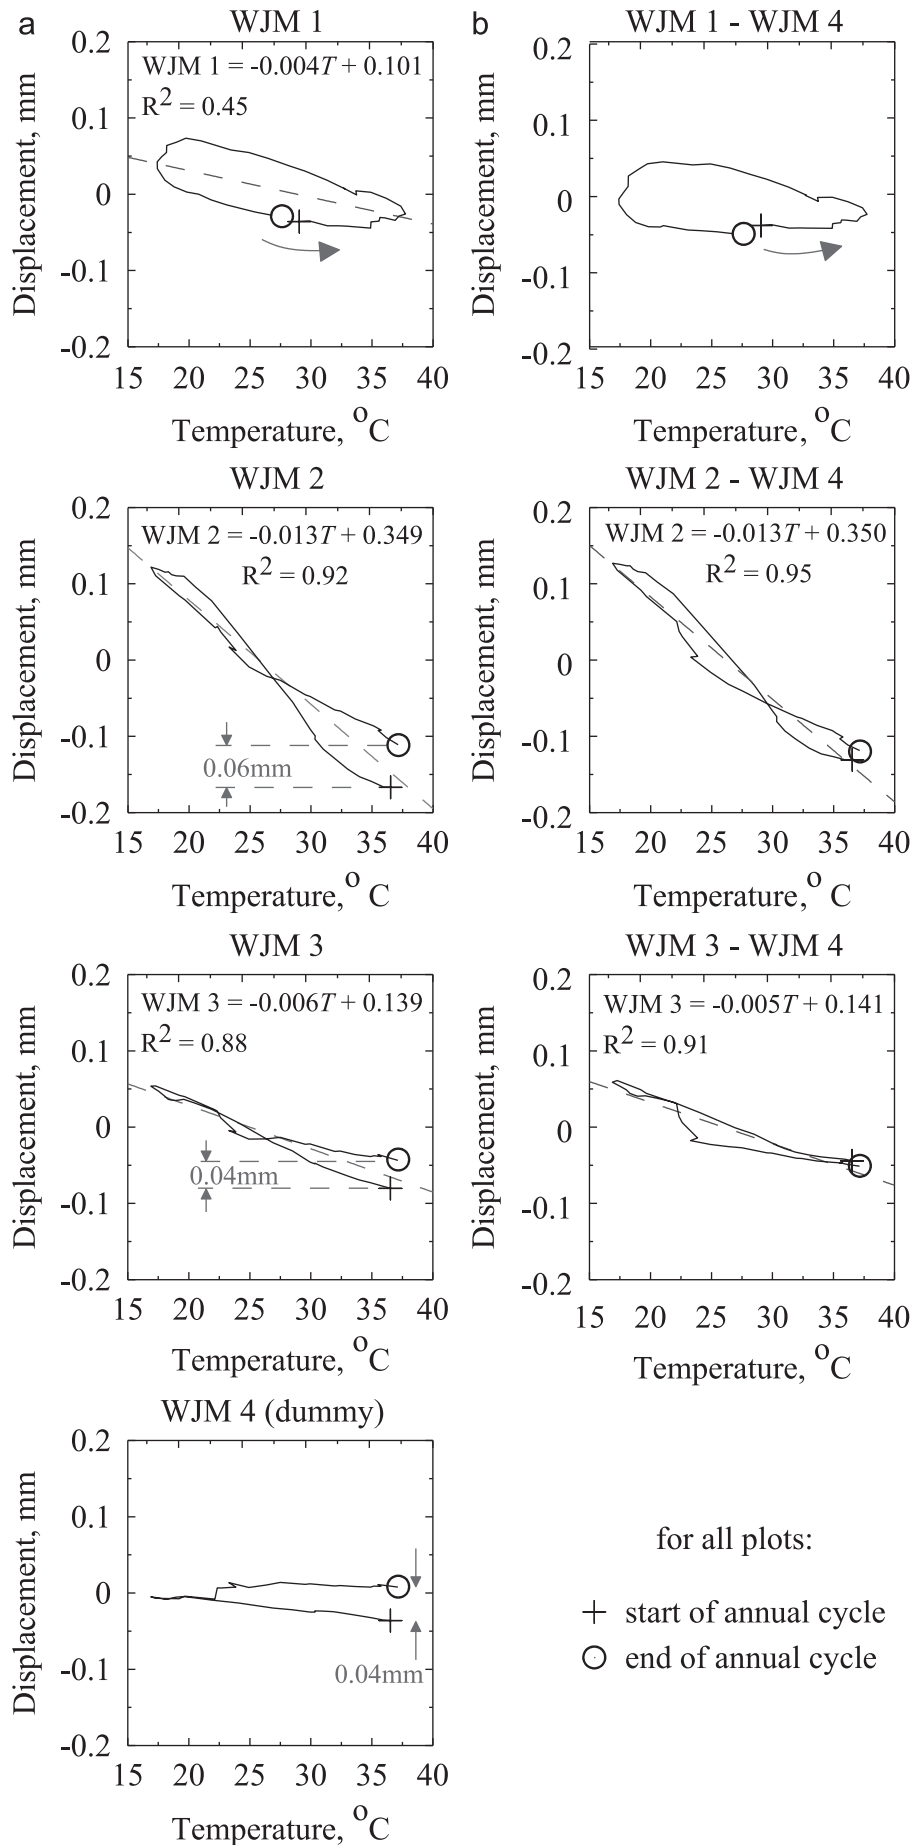 a
WJM 1
0.2
0.1
0
-0.1
-0.2
Displacement, mm
WJM 1 = -0.004T + 0.101
R2 = 0.45
15 20 25 30 35 40
Temperature, oC
b
WJM 1 - WJM 4
0.2
0.1
0
-0.1
-0.2
Displacement, mm
15 20 25 30 35 40
Temperature, oC
WJM 2
0.2
0.1
0
-0.1
-0.2
Displacement, mm
WJM 2 = -0.013T + 0.349
R2 = 0.92
0.06mm
15 20 25 30 35 40
Temperature, o C
WJM 2 - WJM 4
0.2
0.1
0
-0.1
-0.2
Displacement, mm
WJM 2 = -0.013T + 0.350
R2 = 0.95
15 20 25 30 35 40
Temperature, o C
WJM 3
0.2
0.1
0
-0.1
-0.2
Displacement, mm
WJM 3 = -0.006T + 0.139
R2 = 0.88
0.04mm
15 20 25 30 35 40
Temperature, oC
WJM 3 - WJM 4
0.2
0.1
0
-0.1
-0.2
Displacement, mm
WJM 3 = -0.005T + 0.141
R2 = 0.91
15 20 25 30 35 40
Temperature, oC
WJM 4 (dummy)
0.2
0.1
0
-0.1
-0.2
Displacement, mm
0.04mm
15 20 25 30 35 40
Temperature, oC
for all plots:
start of annual cycle
end of annual cycle